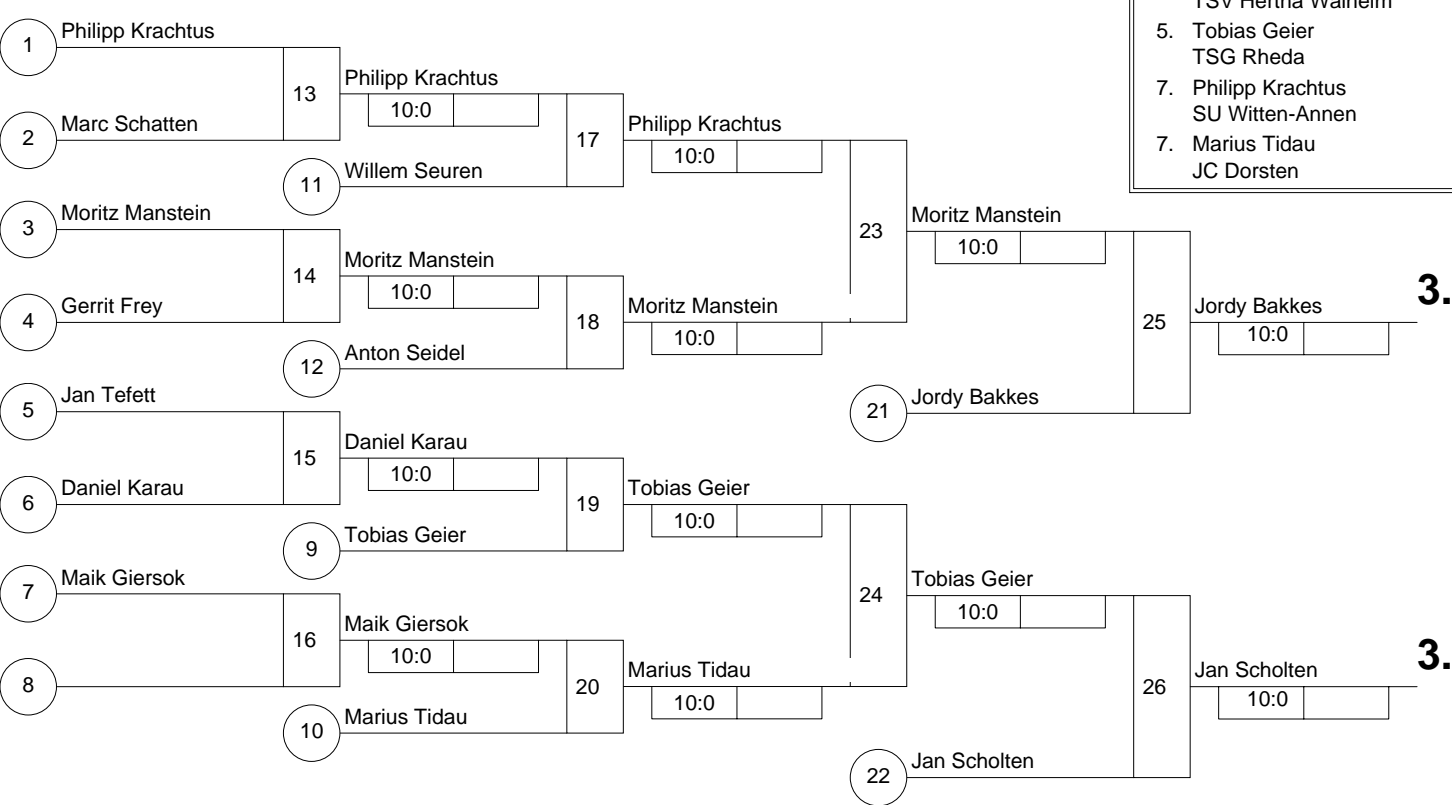 TSV Hertha Walheim
5. Tobias Geier
TSG Rheda
7. Philipp Krachtus
SU Witten-Annen
7. Marius Tidau
JC Dorsten
1 Philipp Krachtus
13 Philipp Krachtus
10:0
2 Marc Schatten
17 Philipp Krachtus
10:0
11 Willem Seuren
3 Moritz Manstein
23 Moritz Manstein
10:0
14 Moritz Manstein
10:0
4 Gerrit Frey
18 Moritz Manstein
10:0
25 Jordy Bakkes 3.
10:0
12 Anton Seidel
5 Jan Tefett
21 Jordy Bakkes
15 Daniel Karau
10:0
6 Daniel Karau
19 Tobias Geier
10:0
9 Tobias Geier
7 Maik Giersok
24 Tobias Geier
10:0
16 Maik Giersok
10:0
8
20 Marius Tidau
10:0
26 Jan Scholten 3.
10:0
10 Marius Tidau
22 Jan Scholten